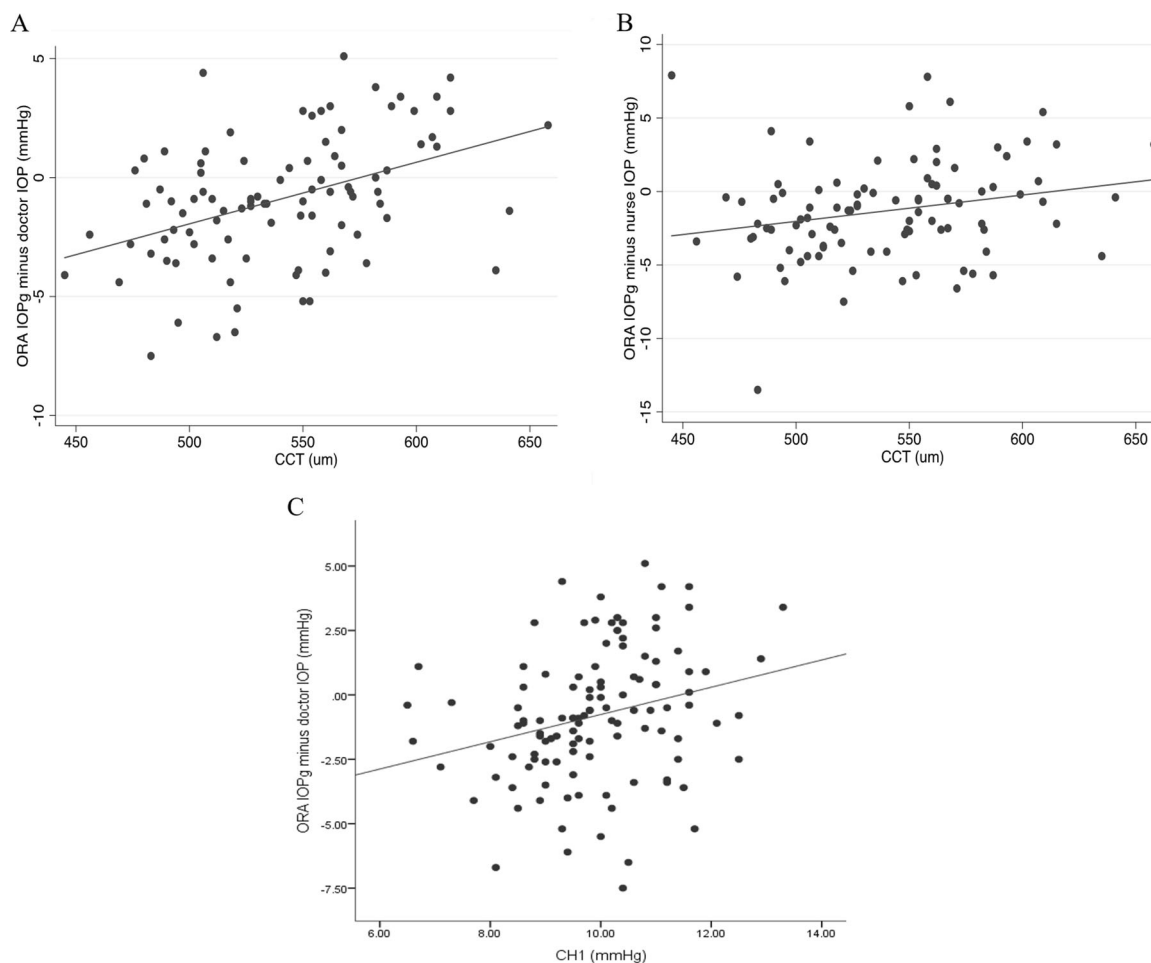 A
ORA IOPg minus doctor IOP (mmHg)
5
0
-5
-10
450 500 550 600 650
CCT (um)
B
ORA IOPg minus nurse IOP (mmHg)
10
5
0
-5
-10
-15
450 500 550 600 650
CCT (um)
C
ORA IOPg minus doctor IOP (mmHg)
5.00
2.50
.00
-2.50
-5.00
-7.50
6.00 8.00 10.00 12.00 14.00
CH1 (mmHg)